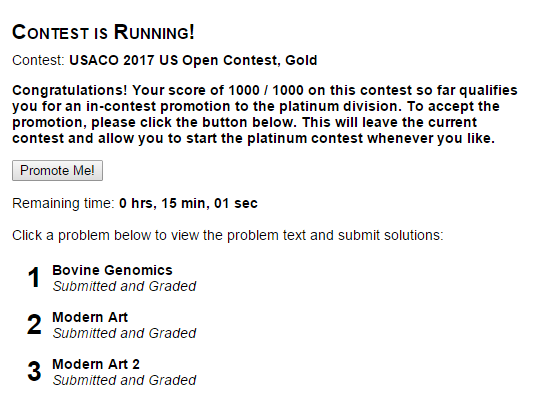 CONTEST IS RUNNING!
Contest: USACO 2017 US Open Contest, Gold
Congratulations! Your score of 1000 / 1000 on this contest so far qualifies
you for an in-contest promotion to the platinum division. To accept the
promotion, please click the button below. This will leave the current
contest and allow you to start the platinum contest whenever you like.
Promote Me!
Remaining time: 0 hrs, 15 min, 01 sec
Click a problem below to view the problem text and submit solutions:
1 Bovine Genomics
Submitted and Graded
2 Modern Art
Submitted and Graded
3 Modern Art 2
Submitted and Graded